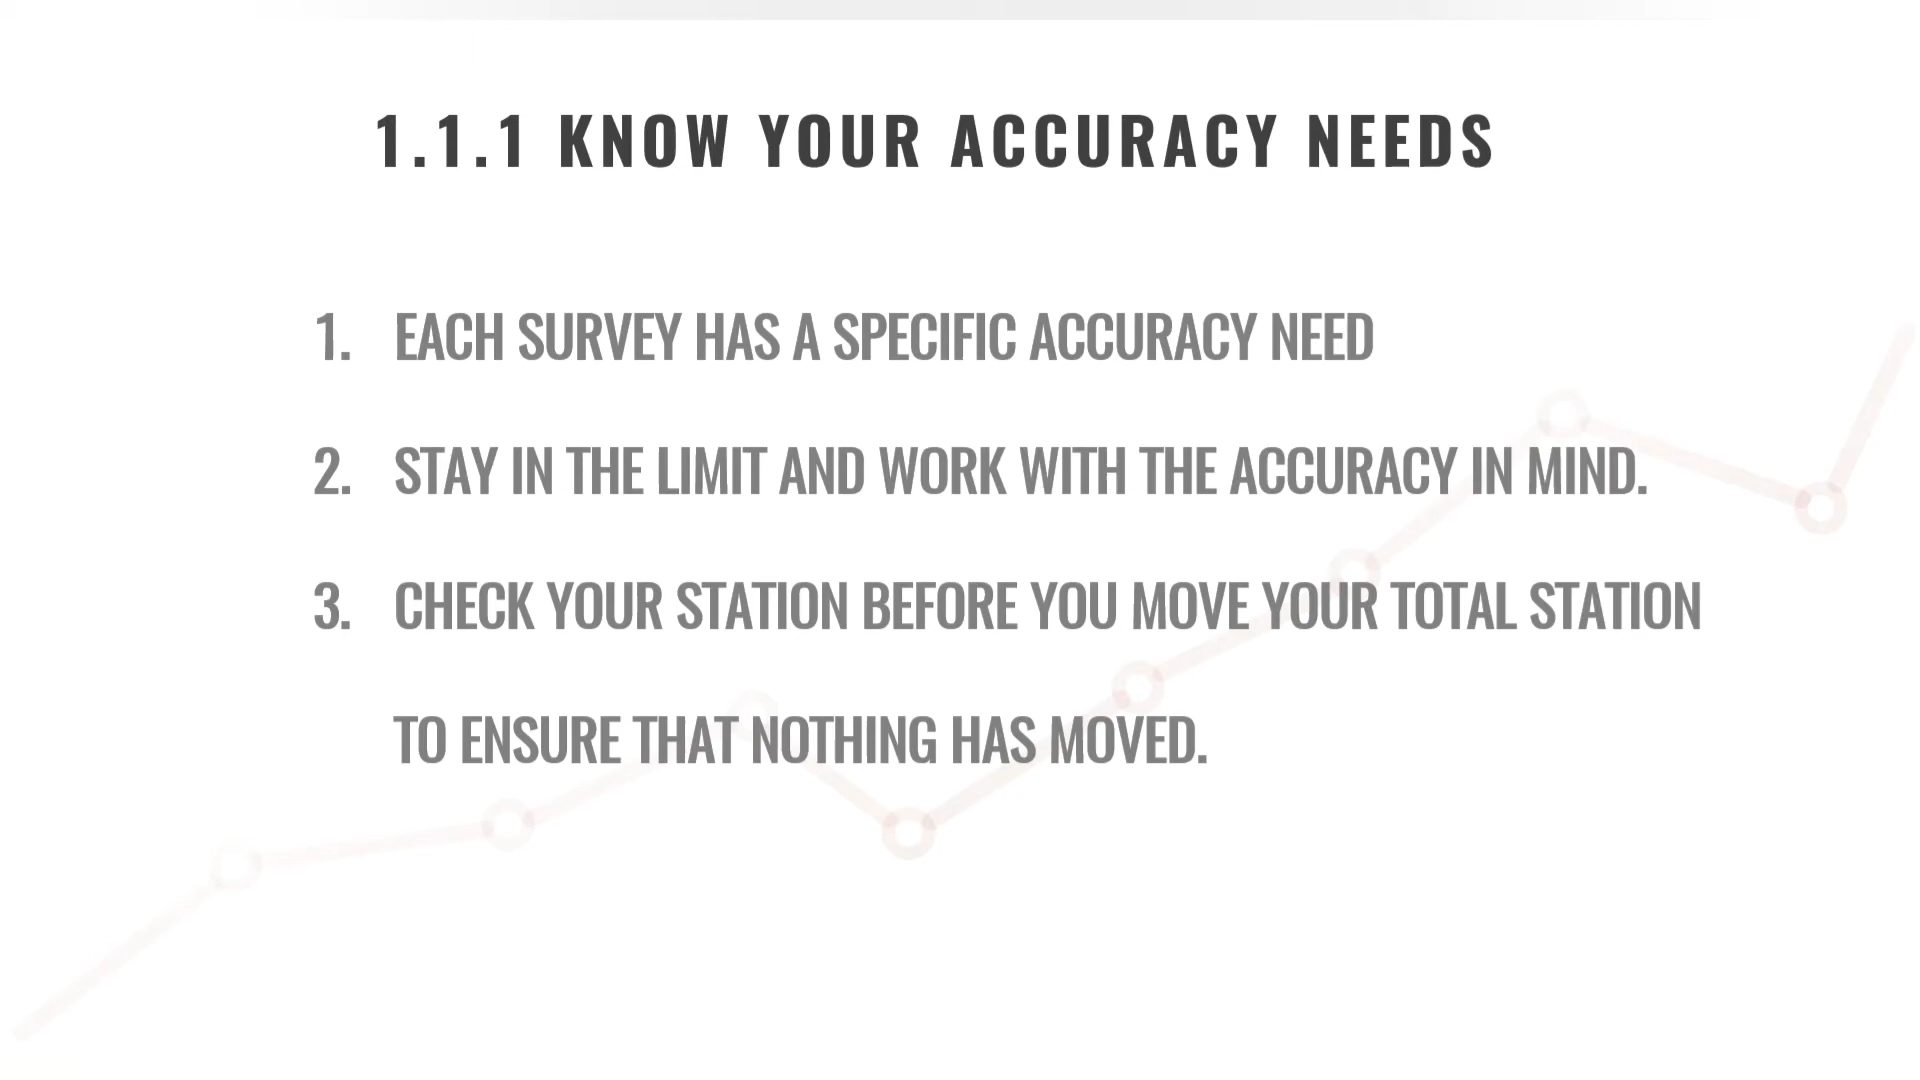 1.1.1 KNOW YOUR ACCURACY NEEDS
1. EACH SURVEY HAS A SPECIFIC ACCURACY NEED
2. STAY IN THE LIMIT AND WORK WITH THE ACCURACY IN MIND.
3. CHECK YOUR STATION BEFORE YOU MOVE YOUR TOTAL STATION
TO ENSURE THAT NOTHING HAS MOVED.